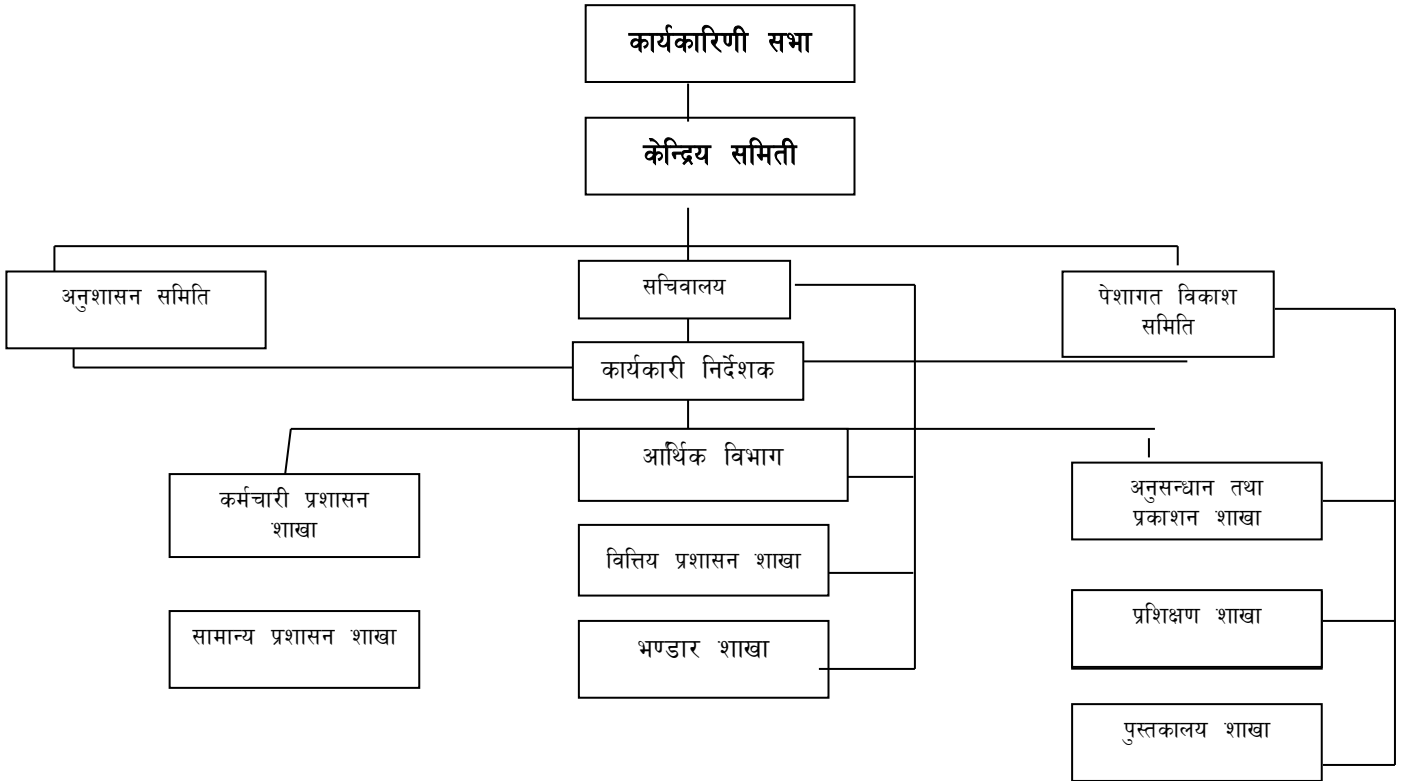 कार्यकारिणी सभा
केन्द्रिय समिती
अनुशासन समिति
सचिवालय
पेशागत विकाश
समिति
कार्यकारी निर्देशक
आर्थिक विभाग
कर्मचारी प्रशासन
शाखा
अनुसन्धान तथा
प्रकाशन शाखा
वित्तिय प्रशासन शाखा
सामान्य प्रशासन शाखा
भण्डार शाखा
प्रशिक्षण शाखा
पुस्तकालय शाखा